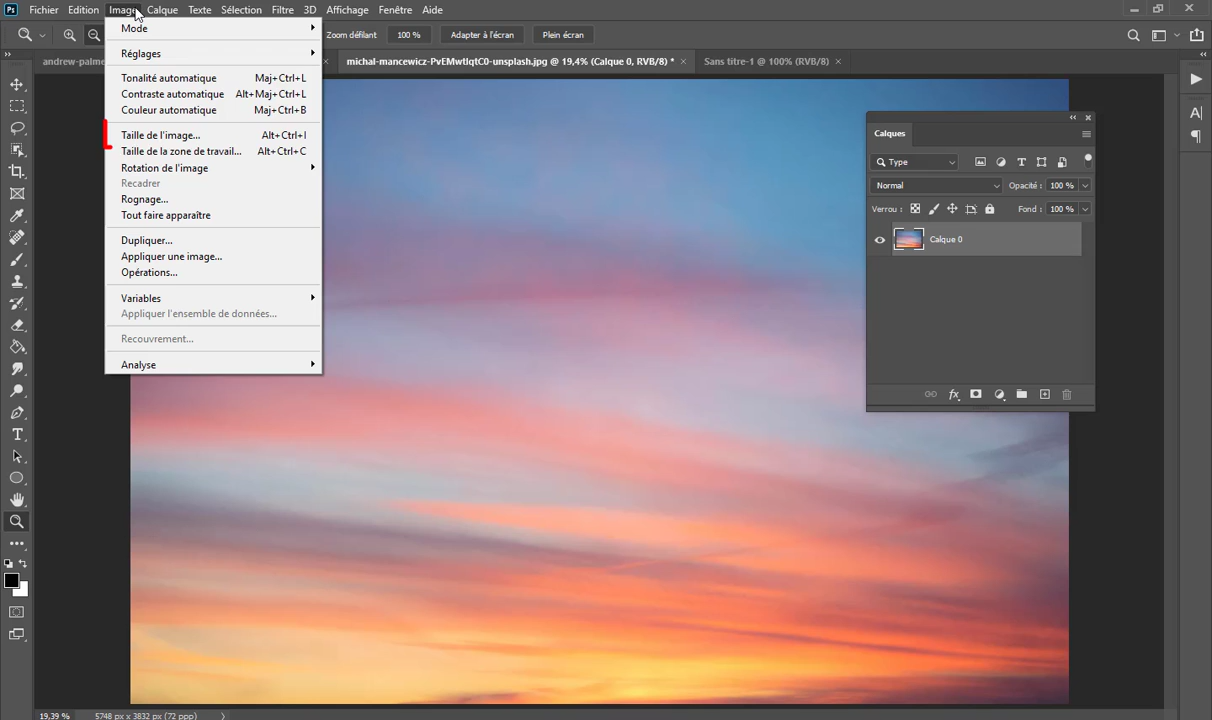 Ps Fichier Edition Image Calque Texte Sélection Filtre 3D Affichage Fenêtre Aide
Zoom défilant 100 % Adapter à l'écran Plein écran
andrew-palme
michal-mancewicz-PvEMwtIqtC0-unsplash.jpg @ 19,4% (Calque 0, RVB/8) *
Sans titre-1 @ 100% (RVB/8)
Mode
Réglages
Tonalité automatique Maj+Ctrl+L
Contraste automatique Alt+Maj+Ctrl+L
Couleur automatique Maj+Ctrl+B
Taille de l'image... Alt+Ctrl+I
Taille de la zone de travail... Alt+Ctrl+C
Rotation de l'image
Recadrer
Rognage...
Tout faire apparaître
Dupliquer...
Appliquer une image...
Opérations...
Variables
Appliquer l'ensemble de données...
Recouvrement...
Analyse
Calques
Type
Normal Opacité : 100 %
Verrou : Fond : 100 %
Calque 0
fx
19,39 % 5748 px x 3832 px (72 ppp)